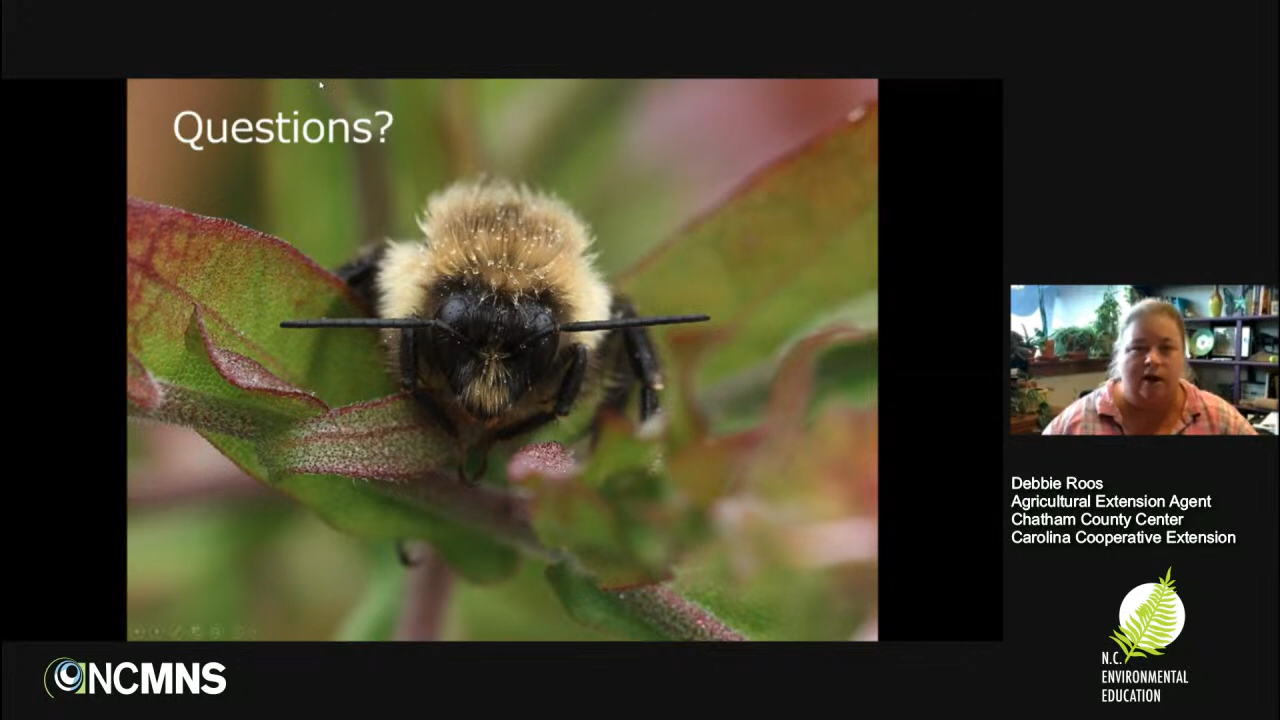 Questions?
Debbie Roos
Agricultural Extension Agent
Chatham County Center
Carolina Cooperative Extension
NCMNS
N.C.
ENVIRONMENTAL
EDUCATION